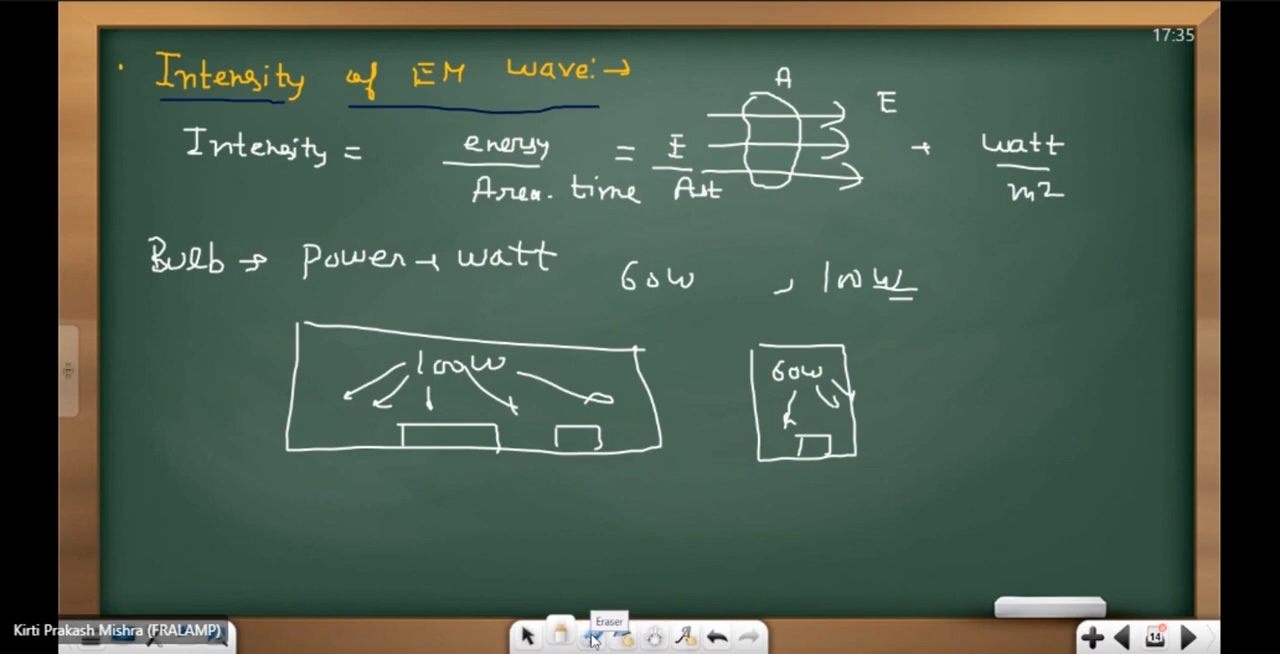 17:35
· Intensity of EM wave:→
A
E
Intensity = energy / Area. time = E / A×t → watt / m2
Bulb → Power → watt
60W , 100W
100W
60W
Eraser
Kirti Prakash Mishra (FRALAMP)
14